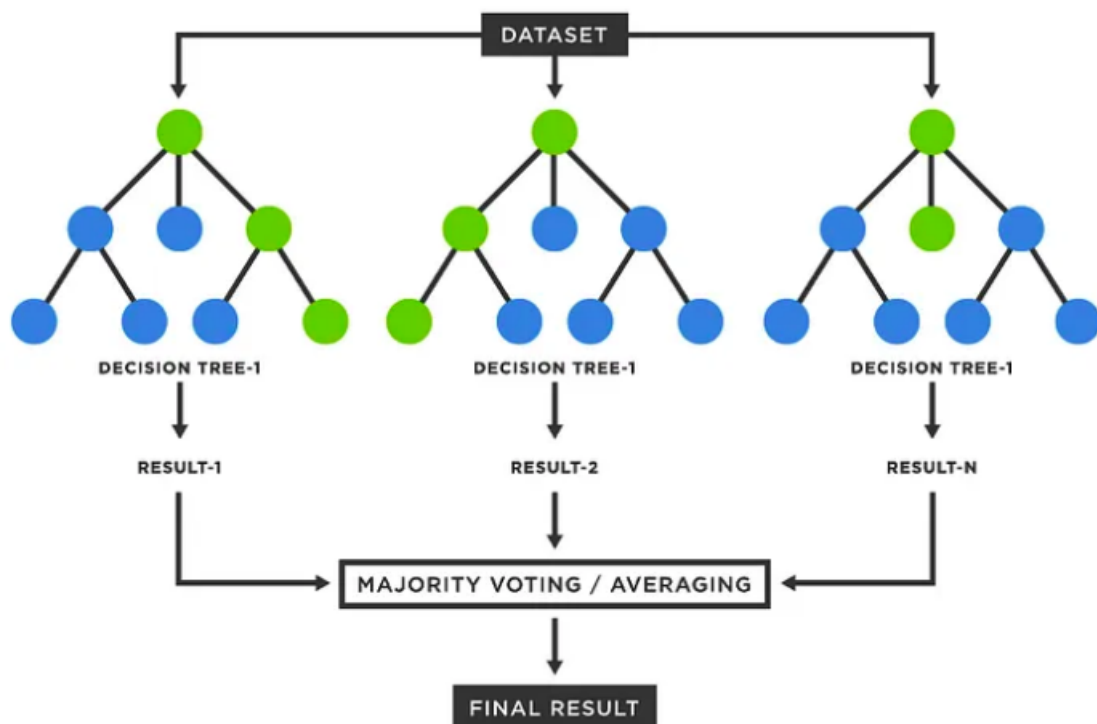 DATASET
DECISION TREE-1
DECISION TREE-1
DECISION TREE-1
RESULT-1
RESULT-2
RESULT-N
MAJORITY VOTING / AVERAGING
FINAL RESULT